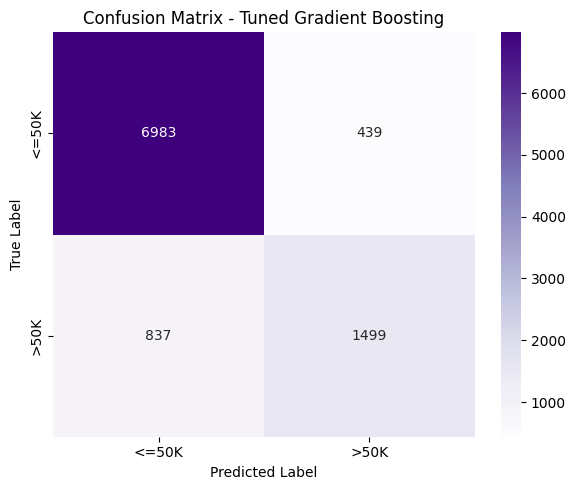 Confusion Matrix - Tuned Gradient Boosting
True Label
<=50K
>50K
6983
439
837
1499
<=50K
>50K
Predicted Label
6000
5000
4000
3000
2000
1000